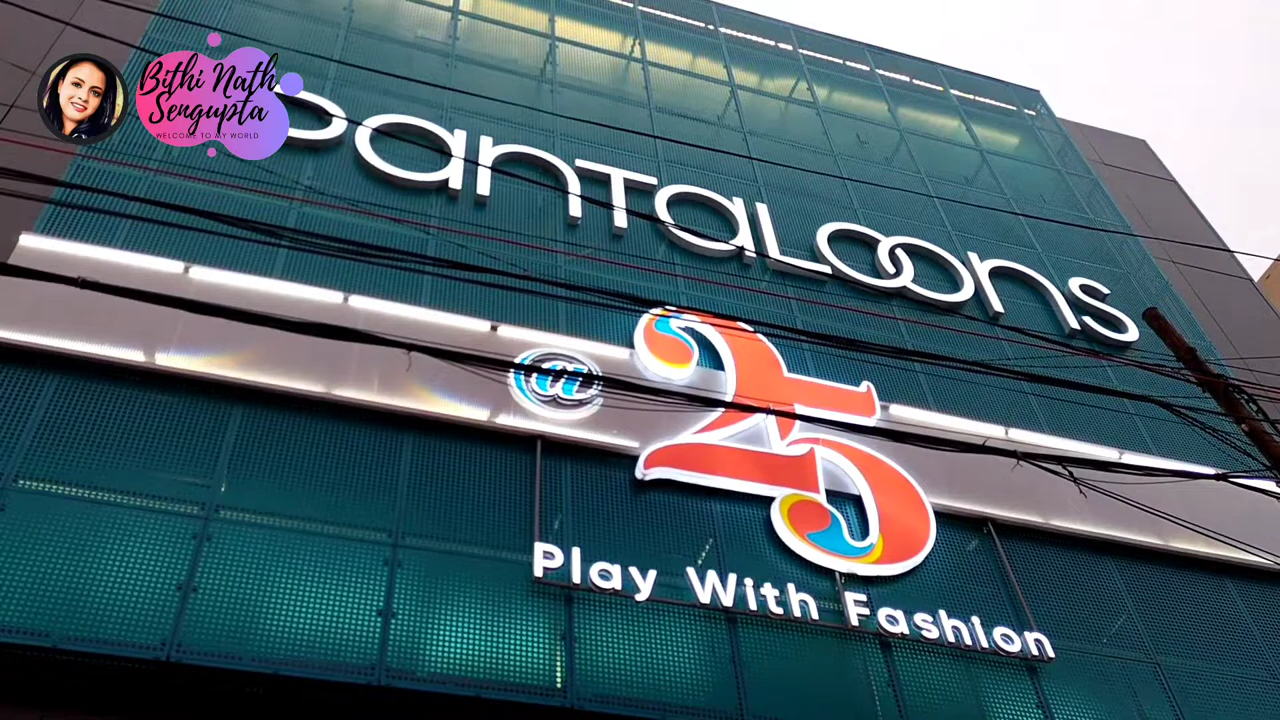 Bithi Nath
Sengupta
WELCOME TO MY WORLD
PANTALOONS
@ 25
Play With Fashion